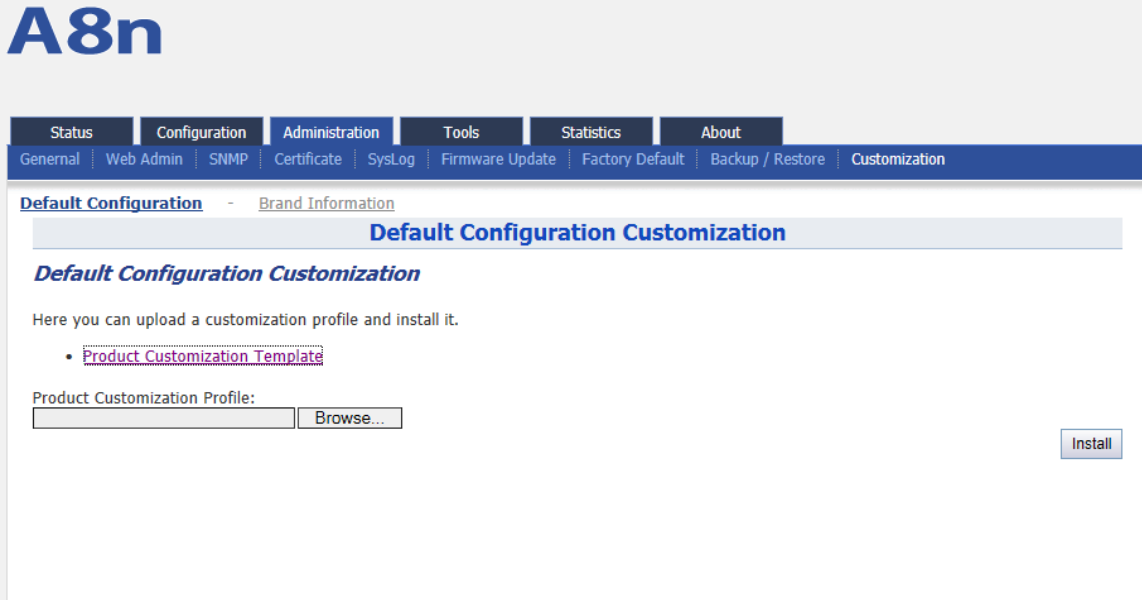 A8n
Status Configuration Administration Tools Statistics About
Genernal Web Admin SNMP Certificate SysLog Firmware Update Factory Default Backup / Restore Customization
Default Configuration - Brand Information
Default Configuration Customization
Default Configuration Customization
Here you can upload a customization profile and install it.
• Product Customization Template
Product Customization Profile:
Browse...
Install